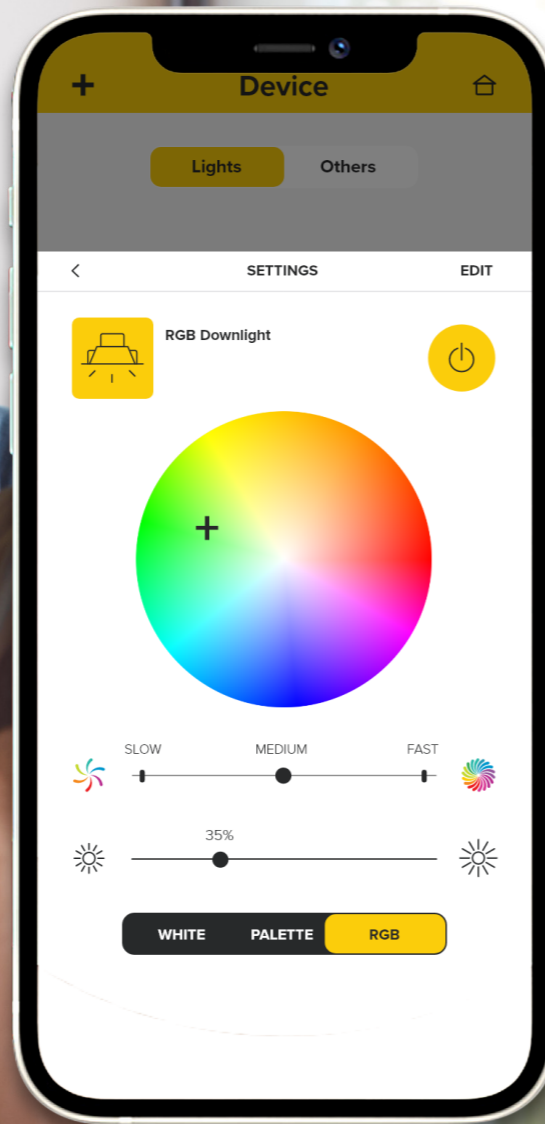 Device
Lights Others
SETTINGS EDIT
RGB Downlight
SLOW MEDIUM FAST
35%
WHITE PALETTE RGB